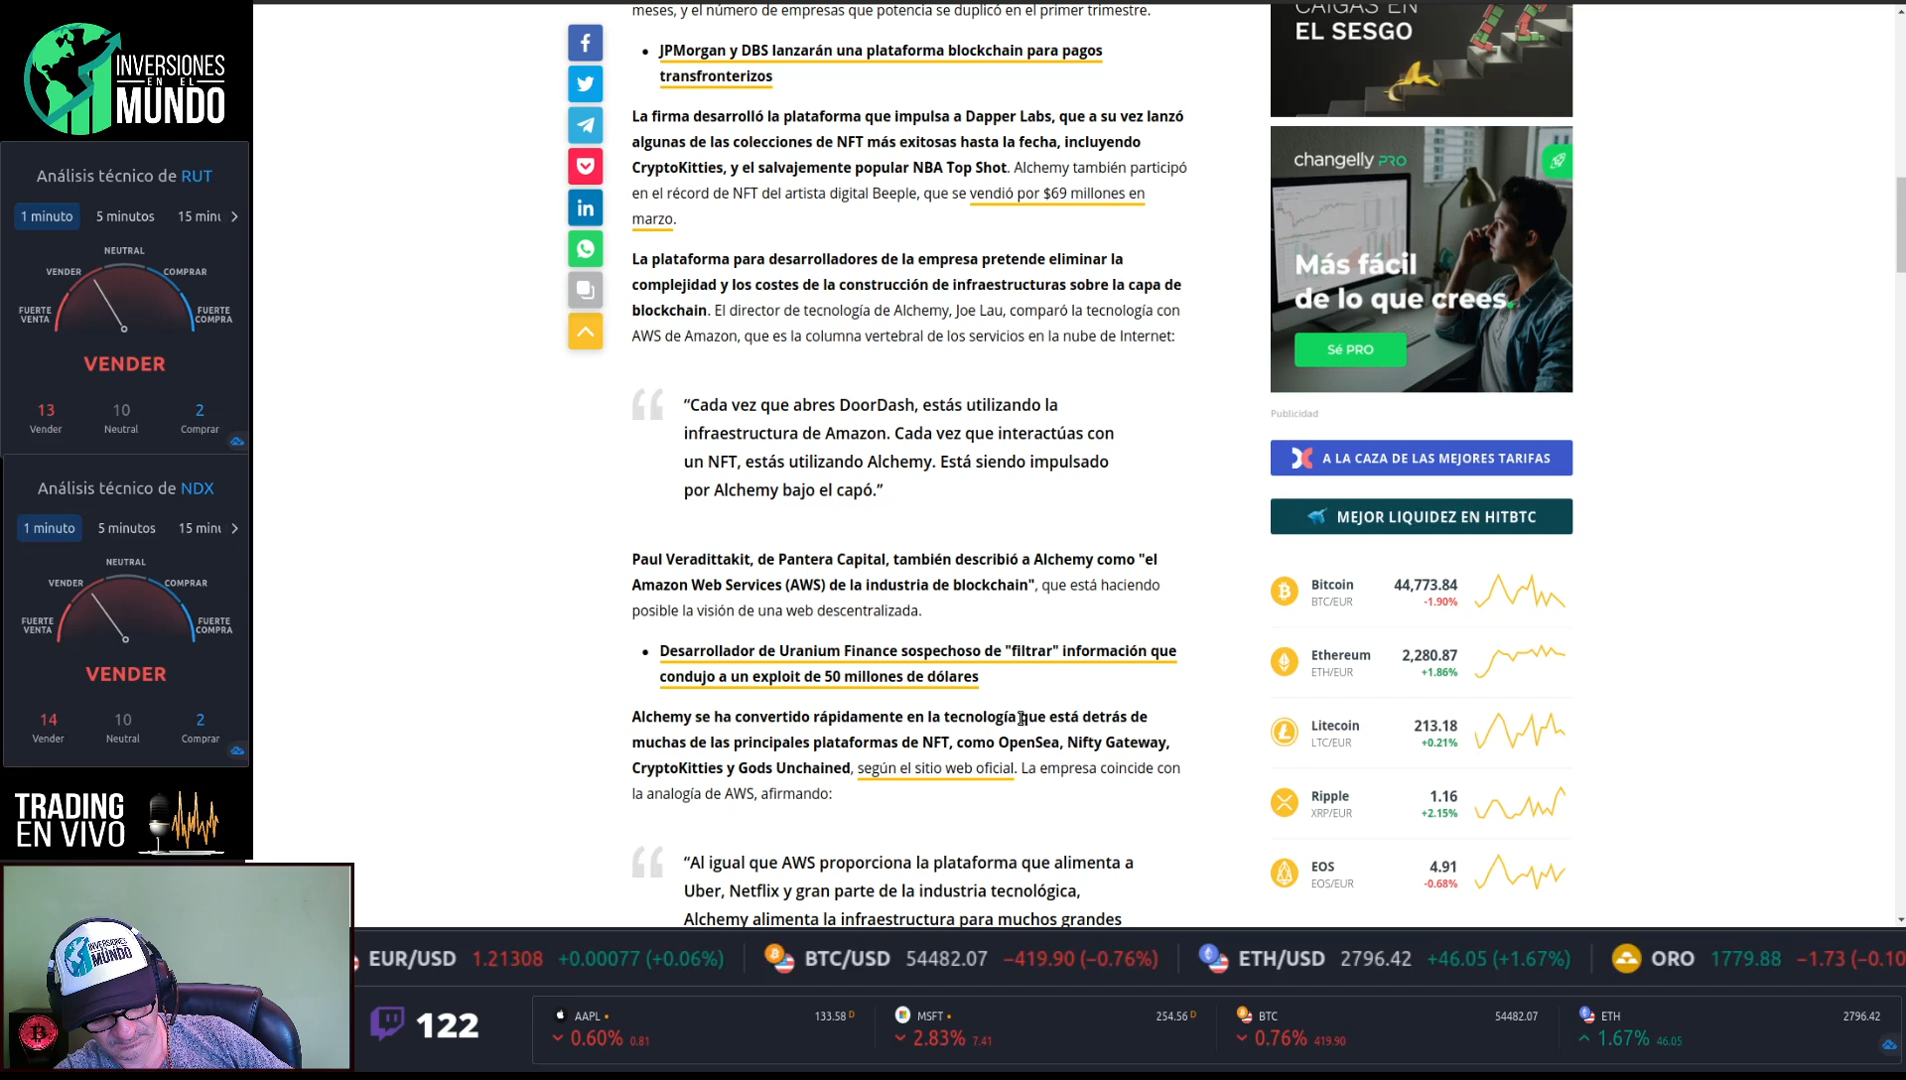 INVERSIONES
EN EL
MUNDO
Análisis técnico de RUT
1 minuto
5 minutos
15 minu
NEUTRAL
VENDER
COMPRAR
FUERTE
VENTA
FUERTE
COMPRA
VENDER
13
10
2
Vender
Neutral
Comprar
Análisis técnico de NDX
1 minuto
5 minutos
15 minu
NEUTRAL
VENDER
COMPRAR
FUERTE
VENTA
FUERTE
COMPRA
VENDER
14
10
2
Vender
Neutral
Comprar
TRADING
EN VIVO
INVERSIONES
MUNDO
meses, y el número de empresas que potencia se duplicó en el primer trimestre.
• JPMorgan y DBS lanzarán una plataforma blockchain para pagos
transfronterizos
La firma desarrolló la plataforma que impulsa a Dapper Labs, que a su vez lanzó
algunas de las colecciones de NFT más exitosas hasta la fecha, incluyendo
CryptoKitties, y el salvajemente popular NBA Top Shot. Alchemy también participó
en el récord de NFT del artista digital Beeple, que se vendió por $69 millones en
marzo.
La plataforma para desarrolladores de la empresa pretende eliminar la
complejidad y los costes de la construcción de infraestructuras sobre la capa de
blockchain. El director de tecnología de Alchemy, Joe Lau, comparó la tecnología con
AWS de Amazon, que es la columna vertebral de los servicios en la nube de Internet:
“Cada vez que abres DoorDash, estás utilizando la
infraestructura de Amazon. Cada vez que interactúas con
un NFT, estás utilizando Alchemy. Está siendo impulsado
por Alchemy bajo el capó.”
Paul Veradittakit, de Pantera Capital, también describió a Alchemy como "el
Amazon Web Services (AWS) de la industria de blockchain", que está haciendo
posible la visión de una web descentralizada.
• Desarrollador de Uranium Finance sospechoso de "filtrar" información que
condujo a un exploit de 50 millones de dólares
Alchemy se ha convertido rápidamente en la tecnología que está detrás de
muchas de las principales plataformas de NFT, como OpenSea, Nifty Gateway,
CryptoKitties y Gods Unchained, según el sitio web oficial. La empresa coincide con
la analogía de AWS, afirmando:
“Al igual que AWS proporciona la plataforma que alimenta a
Uber, Netflix y gran parte de la industria tecnológica,
Alchemy alimenta la infraestructura para muchos grandes
CAIGAS EN
EL SESGO
changelly PRO
Más fácil
de lo que crees.
Sé PRO
Publicidad
A LA CAZA DE LAS MEJORES TARIFAS
MEJOR LIQUIDEZ EN HITBTC
Bitcoin 44,773.84
BTC/EUR -1.90%
Ethereum 2,280.87
ETH/EUR +1.86%
Litecoin 213.18
LTC/EUR +0.21%
Ripple 1.16
XRP/EUR +2.15%
EOS 4.91
EOS/EUR -0.68%
EUR/USD 1.21308 +0.00077 (+0.06%) BTC/USD 54482.07 −419.90 (−0.76%) ETH/USD 2796.42 +46.05 (+1.67%) ORO 1779.88 −1.73 (−0.10
122
AAPL 133.58 D
0.60% 0.81
MSFT 254.56 D
2.83% 7.41
BTC 54482.07
0.76% 419.90
ETH 2796.42
1.67% 46.05